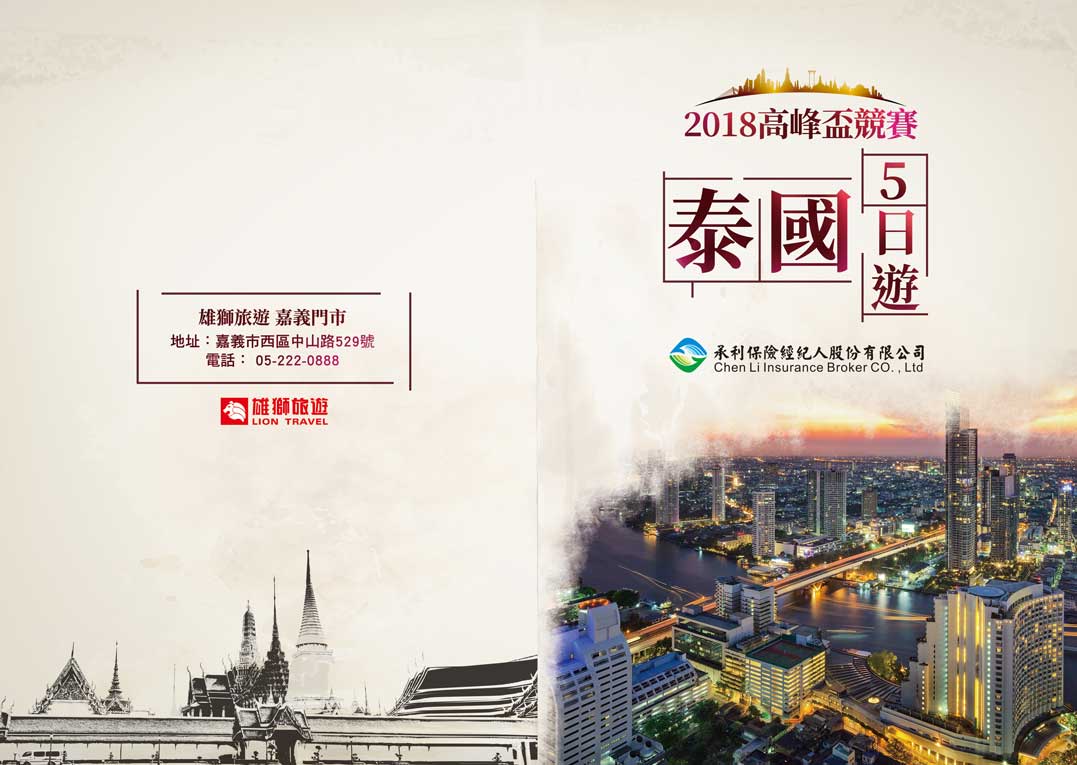 雄獅旅遊 嘉義門市
地址：嘉義市西區中山路529號
電話： 05-222-0888
雄獅旅遊
LION TRAVEL
2018高峰盃競賽
泰國
5日遊
承利保險經紀人股份有限公司
Chen Li Insurance Broker CO. , Ltd